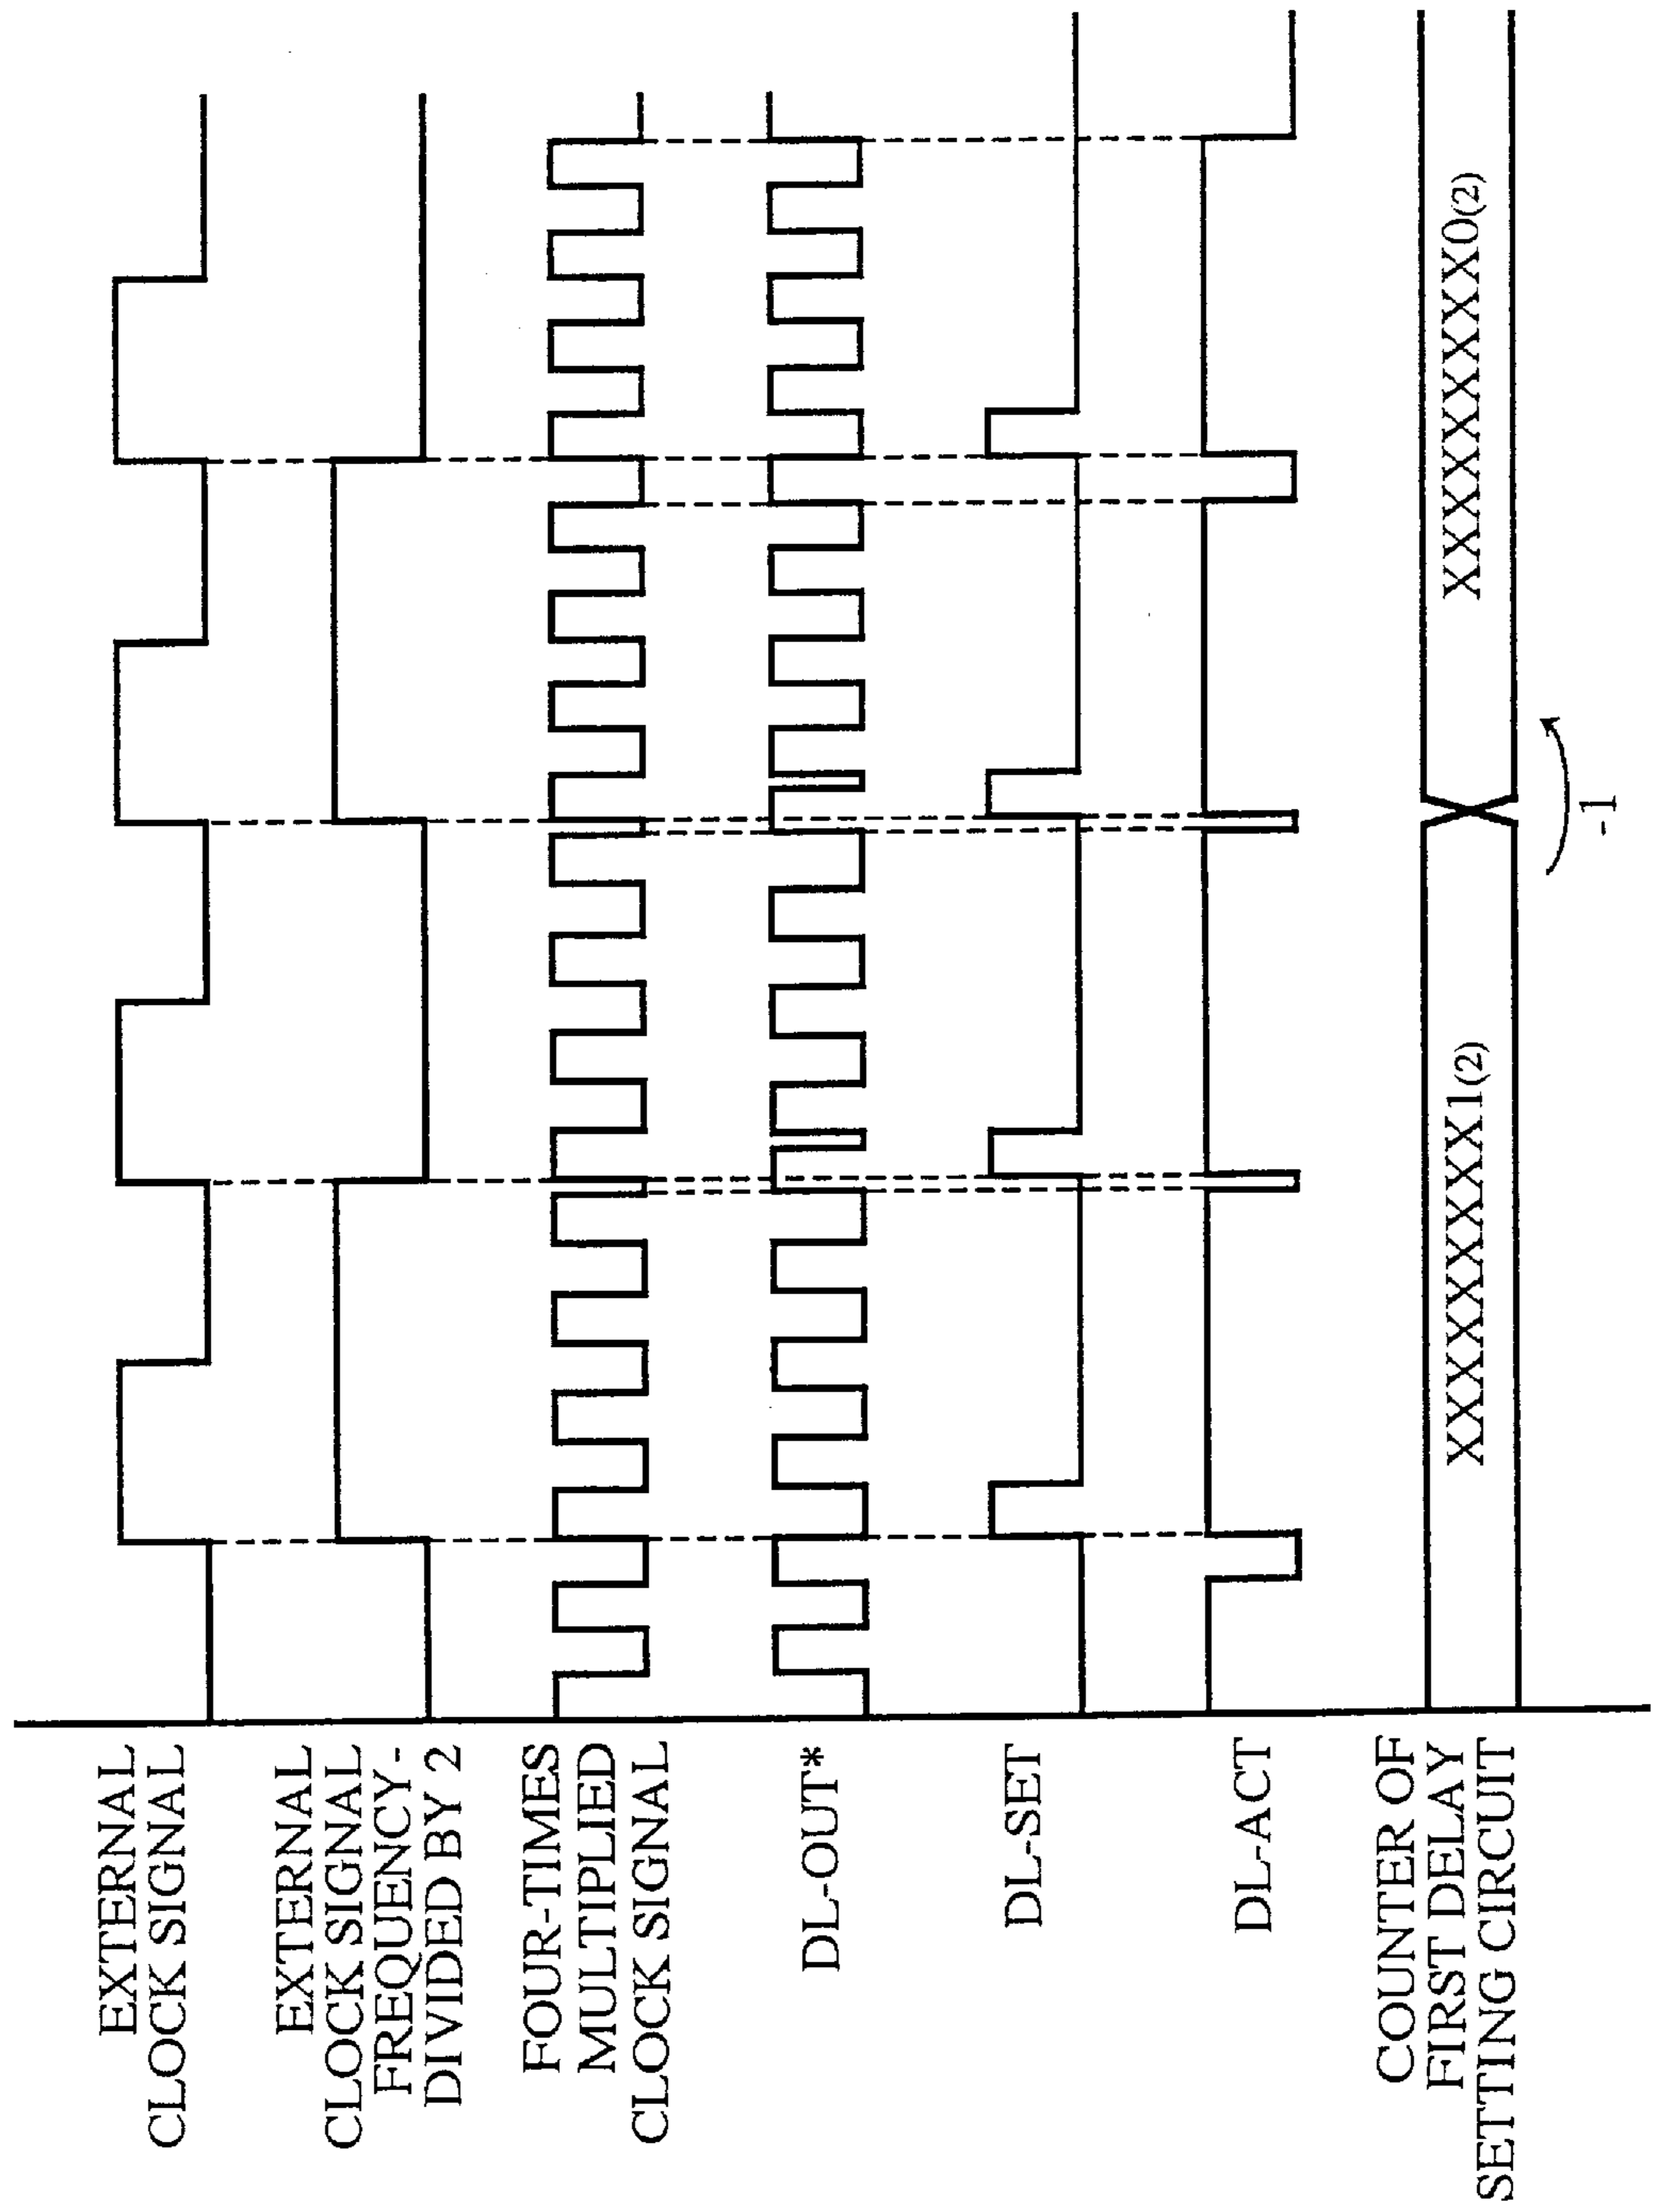 EXTERNAL
CLOCK SIGNAL
EXTERNAL
CLOCK SIGNAL
FREQUENCY-
DIVIDED BY 2
FOUR-TIMES
MULTIPLIED
CLOCK SIGNAL
DL-OUT*
DL-SET
DL-ACT
COUNTER OF
FIRST DELAY
SETTING CIRCUIT
XXXXXXXXXX1(2)
XXXXXXXXXX0(2)
-1